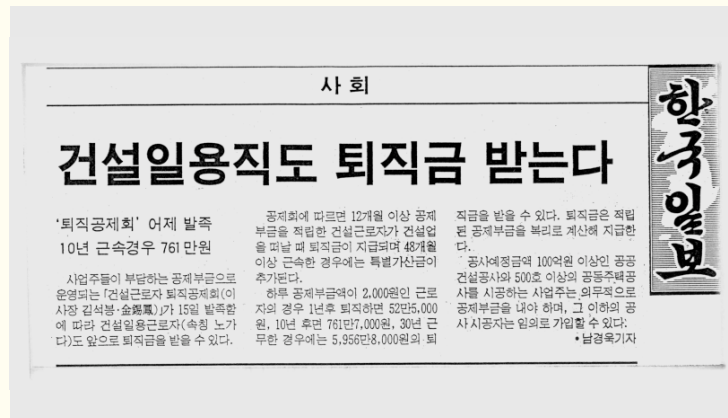 사회
한국일보
건설일용직도 퇴직금 받는다
'퇴직공제회' 어제 발족
10년 근속경우 761만원
사업주들이 부담하는 공제부금으로
운영되는 「건설근로자 퇴직공제회(이
사장 김석봉·金錫鳳)」가 15일 발족함
에 따라 건설일용근로자(속칭 노가
다)도 앞으로 퇴직금을 받을 수 있다.
공제회에 따르면 12개월 이상 공제
부금을 적립한 건설근로자가 건설업
을 떠날 때 퇴직금이 지급되며 48개월
이상 근속한 경우에는 특별가산금이
추가된다.
하루 공제부금액이 2,000원인 근로
자의 경우 1년후 퇴직하면 52만5,000
원, 10년 후면 761만7,000원, 30년 근
무한 경우에는 5,956만8,000원의 퇴
직금을 받을 수 있다. 퇴직금은 적립
된 공제부금을 복리로 계산해 지급한
다.
공사예정금액 100억원 이상인 공공
건설공사와 500호 이상의 공동주택공
사를 시공하는 사업주는 의무적으로
공제부금을 내야 하며, 그 이하의 공
사 시공자는 임의로 가입할 수 있다.
•남경욱기자